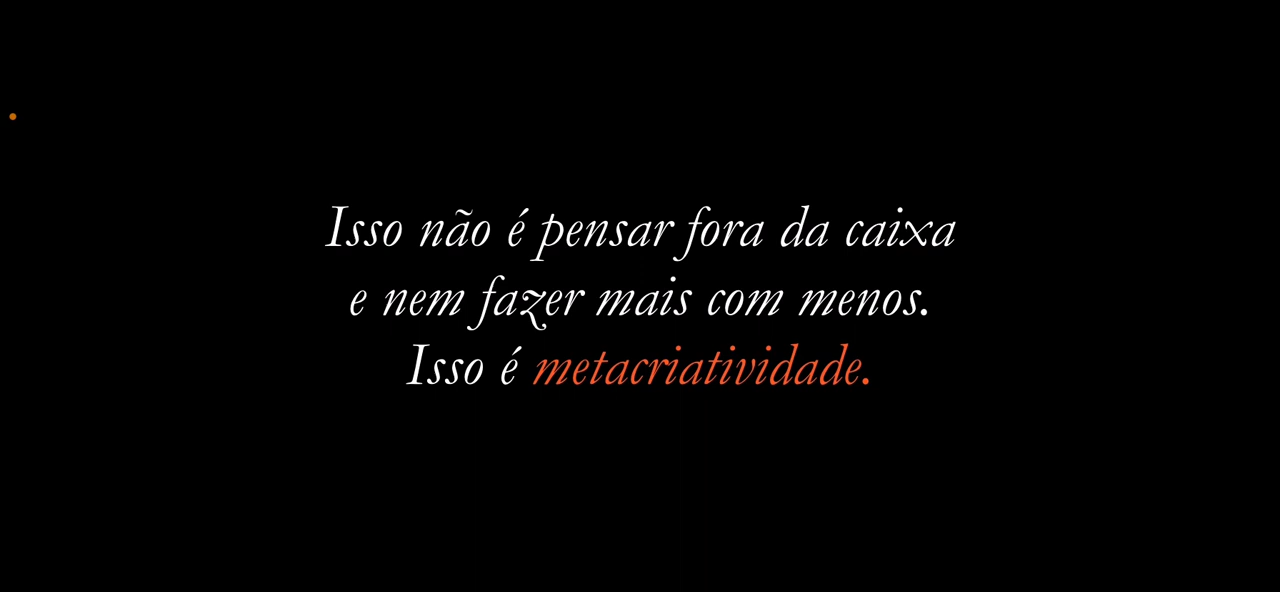 Isso não é pensar fora da caixa
e nem fazer mais com menos.
Isso é metacriatividade.